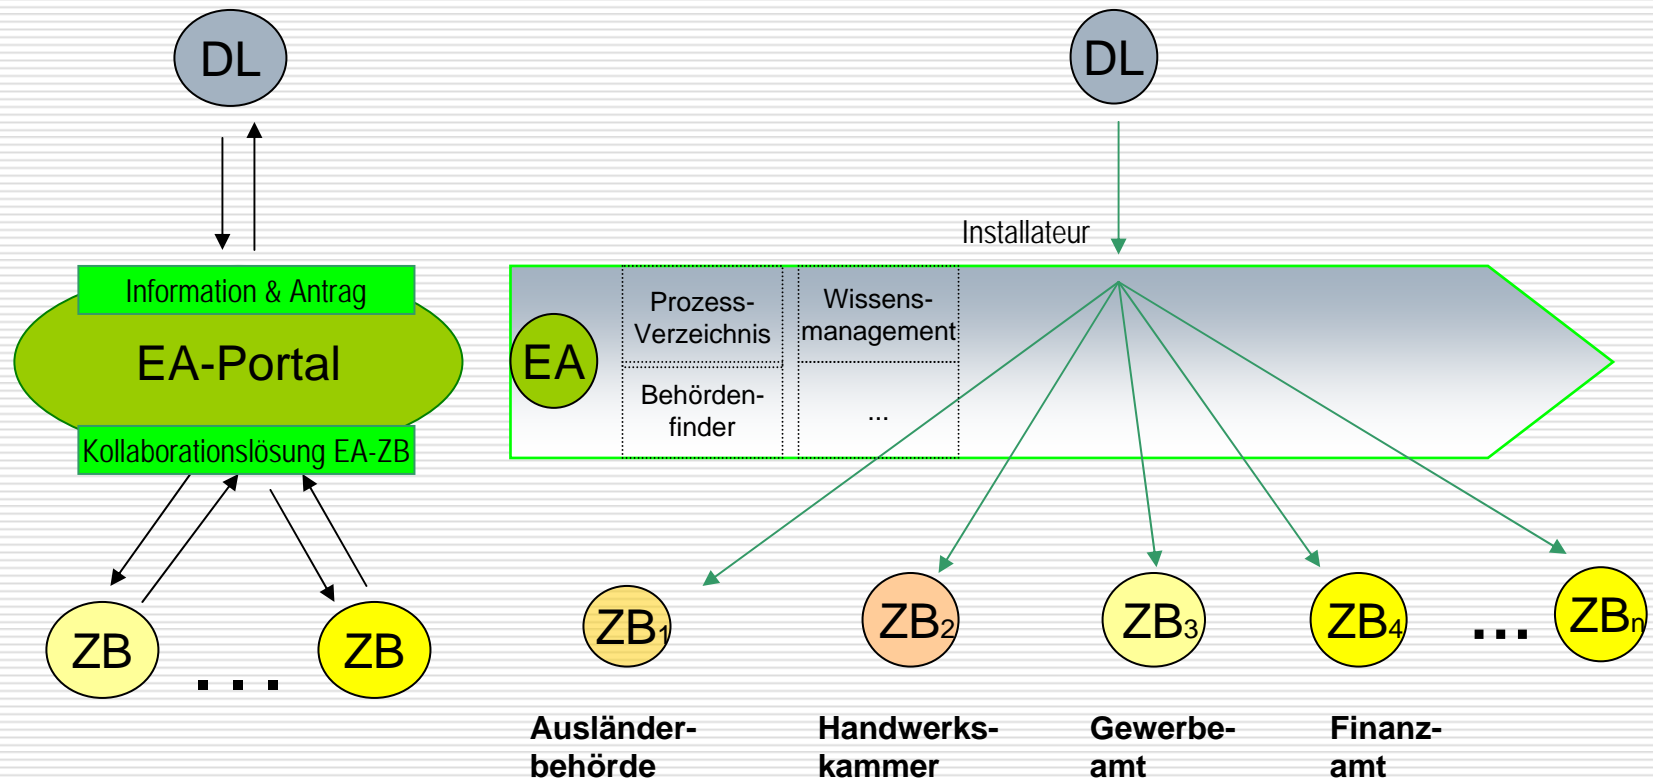 DL
Information & Antrag
EA-Portal
Kollaborationslösung EA-ZB
ZB
. . .
ZB
DL
Installateur
EA
Prozess-
Verzeichnis
Wissens-
management
Behörden-
finder
...
ZB1
ZB2
ZB3
ZB4
...
ZBn
Ausländer-
behörde
Handwerks-
kammer
Gewerbe-
amt
Finanz-
amt